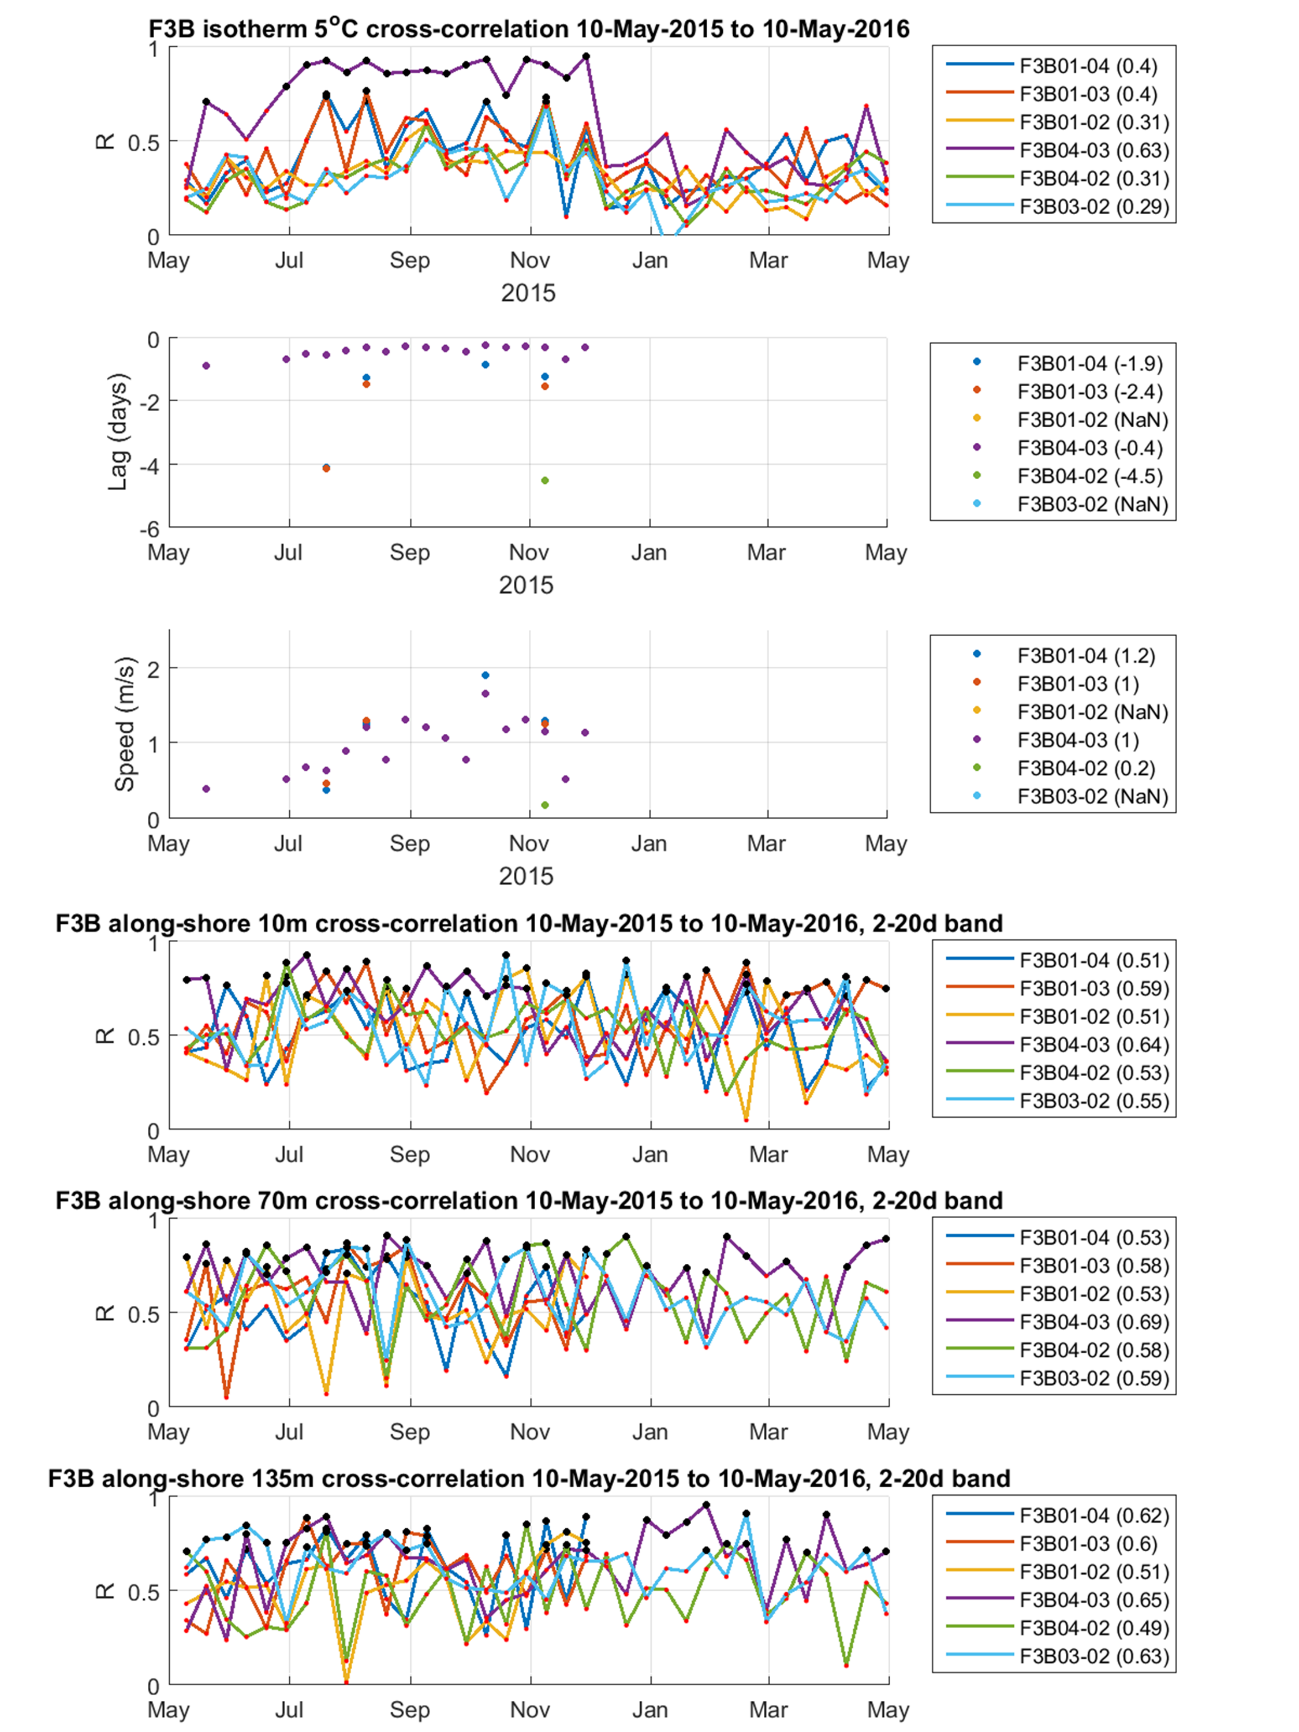 F3B isotherm 5°C cross-correlation 10-May-2015 to 10-May-2016
1
0.5
0
R
May Jul Sep Nov Jan Mar May
2015
F3B01-04 (0.4)
F3B01-03 (0.4)
F3B01-02 (0.31)
F3B04-03 (0.63)
F3B04-02 (0.31)
F3B03-02 (0.29)
0
-2
-4
-6
Lag (days)
May Jul Sep Nov Jan Mar May
2015
F3B01-04 (-1.9)
F3B01-03 (-2.4)
F3B01-02 (NaN)
F3B04-03 (-0.4)
F3B04-02 (-4.5)
F3B03-02 (NaN)
2
1
0
Speed (m/s)
May Jul Sep Nov Jan Mar May
2015
F3B01-04 (1.2)
F3B01-03 (1)
F3B01-02 (NaN)
F3B04-03 (1)
F3B04-02 (0.2)
F3B03-02 (NaN)
F3B along-shore 10m cross-correlation 10-May-2015 to 10-May-2016, 2-20d band
1
0.5
0
R
May Jul Sep Nov Jan Mar May
F3B01-04 (0.51)
F3B01-03 (0.59)
F3B01-02 (0.51)
F3B04-03 (0.64)
F3B04-02 (0.53)
F3B03-02 (0.55)
F3B along-shore 70m cross-correlation 10-May-2015 to 10-May-2016, 2-20d band
1
0.5
0
R
May Jul Sep Nov Jan Mar May
F3B01-04 (0.53)
F3B01-03 (0.58)
F3B01-02 (0.53)
F3B04-03 (0.69)
F3B04-02 (0.58)
F3B03-02 (0.59)
F3B along-shore 135m cross-correlation 10-May-2015 to 10-May-2016, 2-20d band
1
0.5
0
R
May Jul Sep Nov Jan Mar May
F3B01-04 (0.62)
F3B01-03 (0.6)
F3B01-02 (0.51)
F3B04-03 (0.65)
F3B04-02 (0.49)
F3B03-02 (0.63)